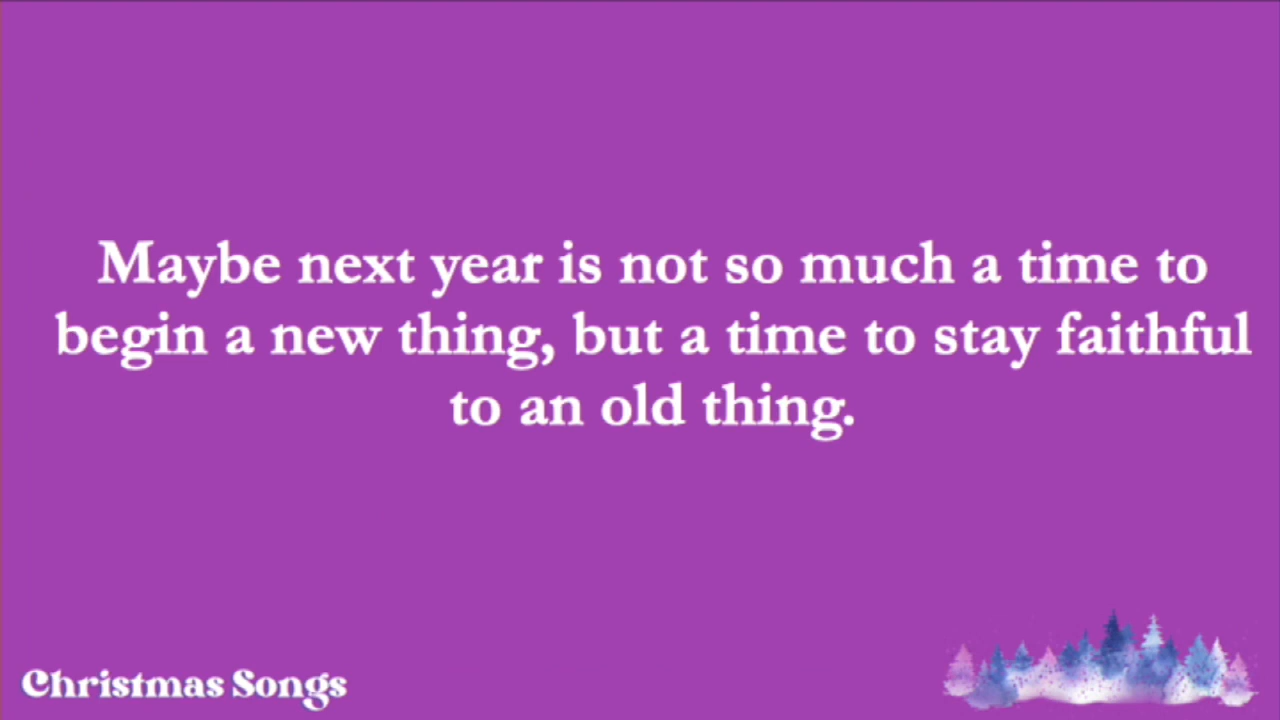 Maybe next year is not so much a time to
begin a new thing, but a time to stay faithful
to an old thing.
Christmas Songs